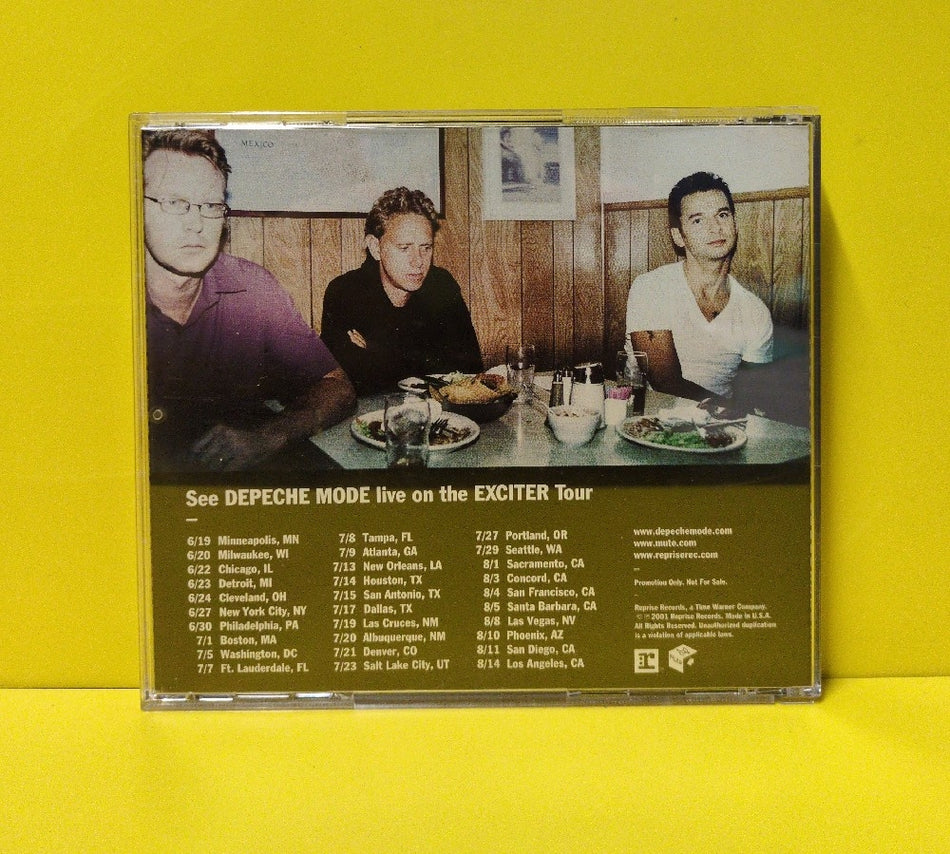 MEXICO
See DEPECHE MODE live on the EXCITER Tour
6/19 Minneapolis, MN
6/20 Milwaukee, WI
6/22 Chicago, IL
6/23 Detroit, MI
6/24 Cleveland, OH
6/27 New York City, NY
6/30 Philadelphia, PA
7/1 Boston, MA
7/5 Washington, DC
7/7 Ft. Lauderdale, FL
7/8 Tampa, FL
7/9 Atlanta, GA
7/13 New Orleans, LA
7/14 Houston, TX
7/15 San Antonio, TX
7/17 Dallas, TX
7/19 Las Cruces, NM
7/20 Albuquerque, NM
7/21 Denver, CO
7/23 Salt Lake City, UT
7/27 Portland, OR
7/29 Seattle, WA
8/1 Sacramento, CA
8/3 Concord, CA
8/4 San Francisco, CA
8/5 Santa Barbara, CA
8/8 Las Vegas, NV
8/10 Phoenix, AZ
8/11 San Diego, CA
8/14 Los Angeles, CA
www.depechemode.com
www.mute.com
www.repriserec.com
Promotion Only. Not For Sale.
Reprise Records, a Time Warner Company.
© ℗ 2001 Reprise Records. Made in U.S.A.
All Rights Reserved. Unauthorized duplication
is a violation of applicable laws.